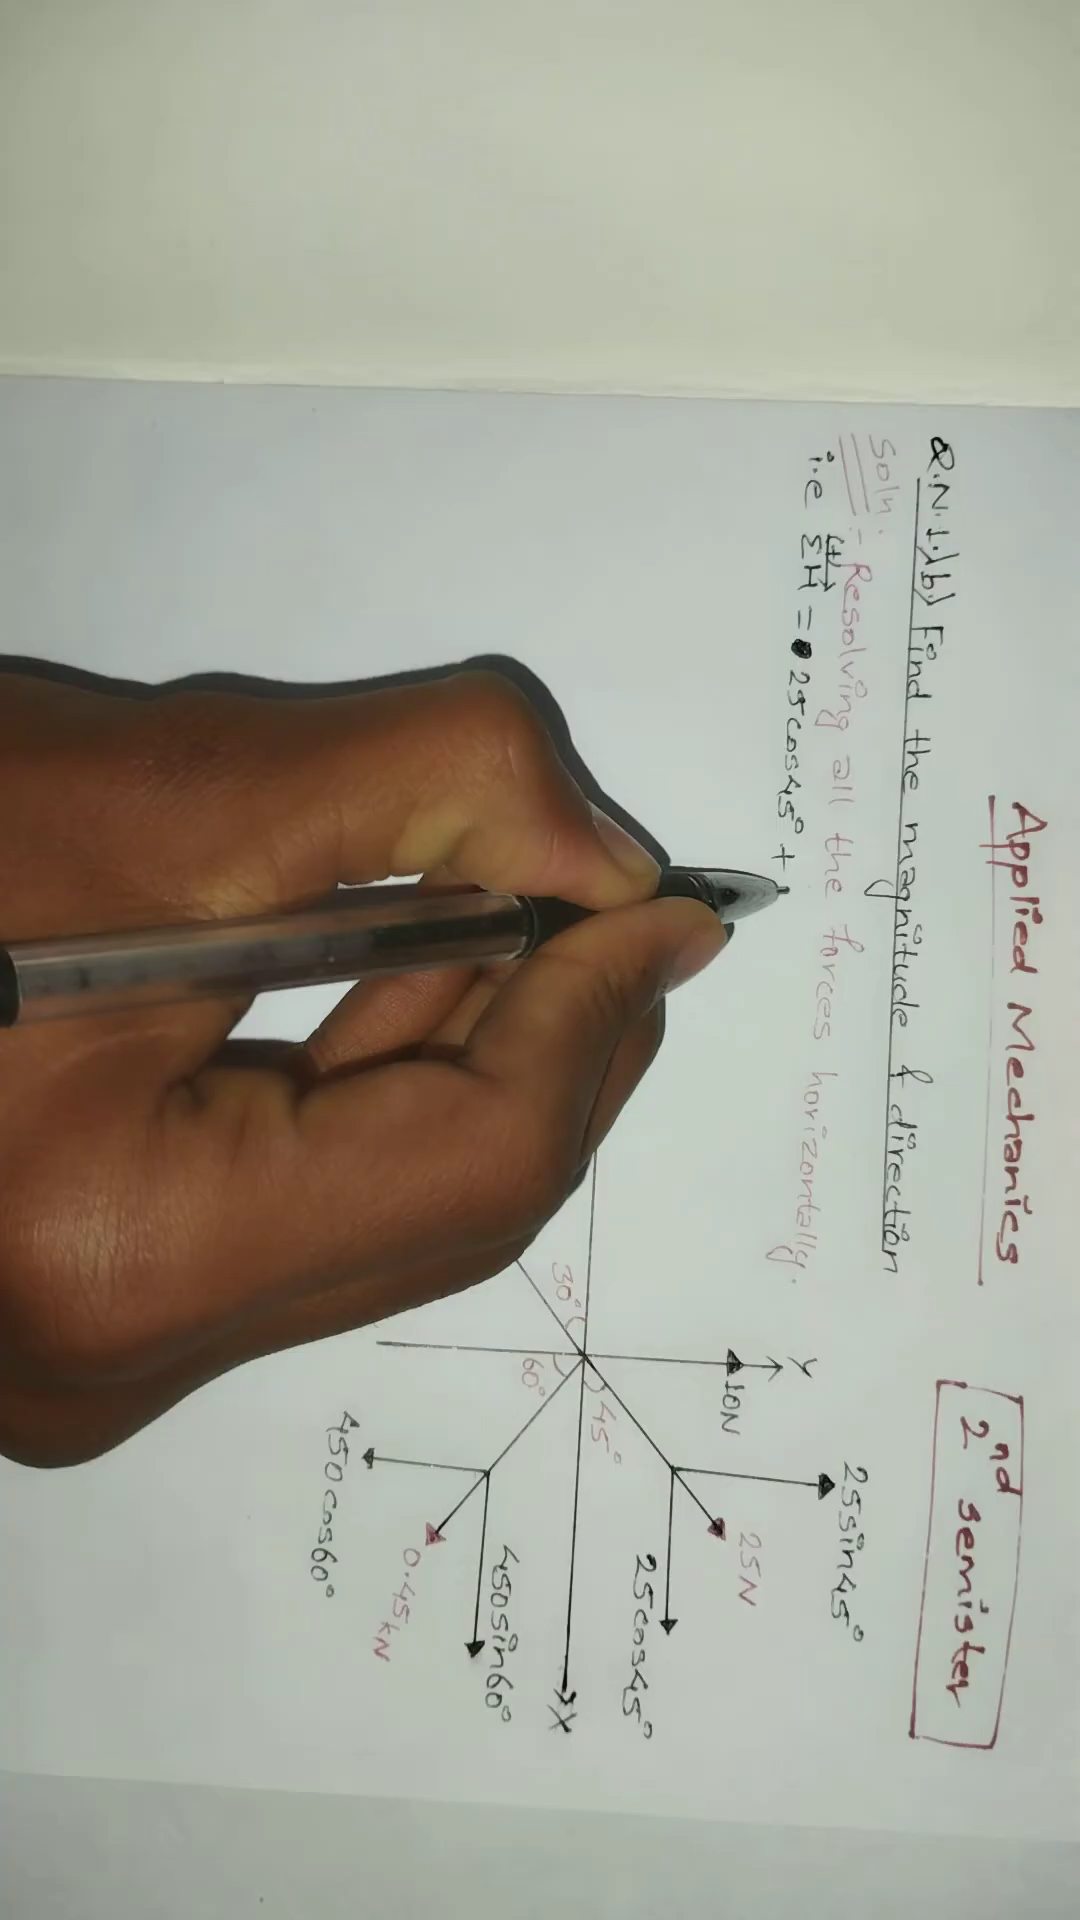 Applied Mechanics
2nd semister
Q.N.1.)b) Find the magnitude & direction
Soln:- Resolving all the forces horizontally.
i.e ΣH = 25cos45° +
(+)
Y
10N
25sin45°
25N
25cos45°
45°
30°
X
60°
450sin60°
0.45kN
450cos60°